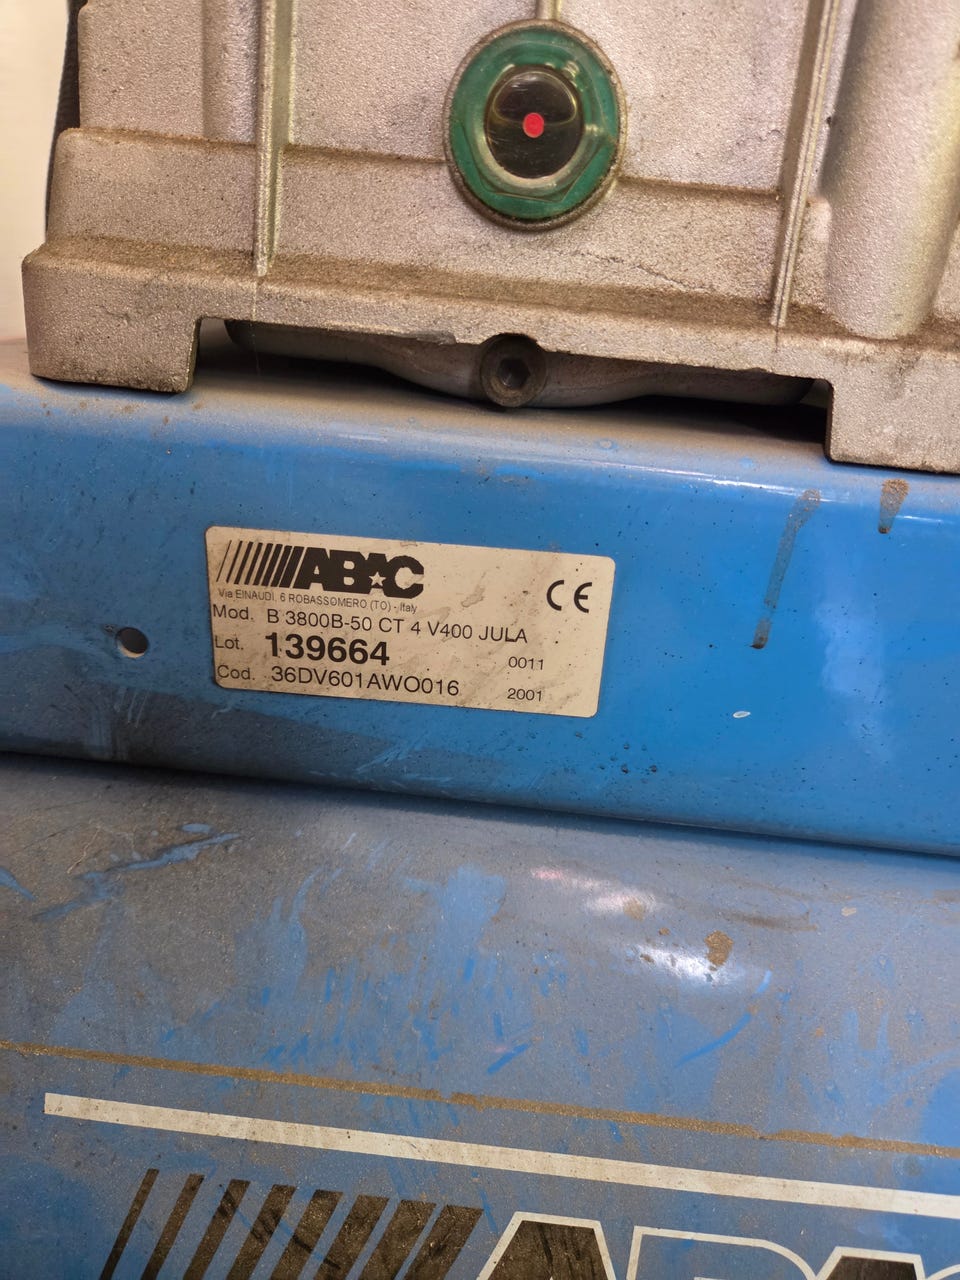 ABAC
Via EINAUDI, 6 ROBASSOMERO (TO) - Italy
CE
Mod. B 3800B-50 CT 4 V400 JULA
Lot. 139664 0011
Cod. 36DV601AWO016 2001
ABAC